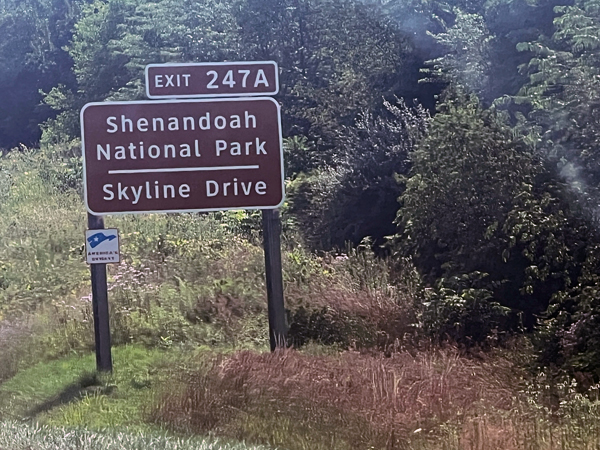 EXIT 247A
Shenandoah
National Park
Skyline Drive
AMERICA'S
BYWAYS